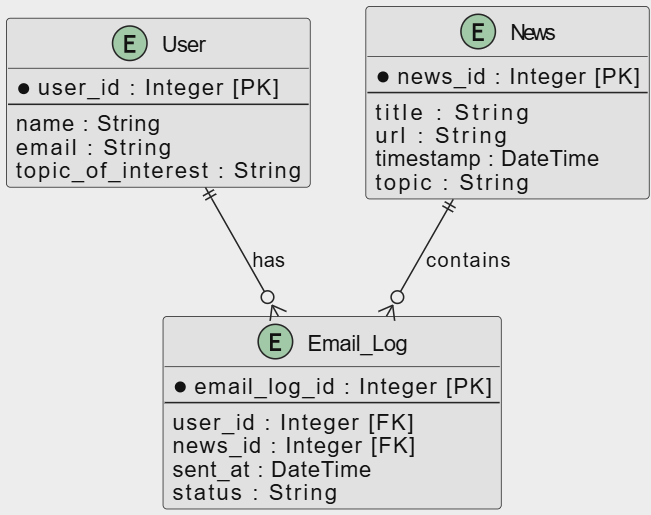 E User
● user_id : Integer [PK]
name : String
email : String
topic_of_interest : String
E News
● news_id : Integer [PK]
title : String
url : String
timestamp : DateTime
topic : String
has
contains
E Email_Log
● email_log_id : Integer [PK]
user_id : Integer [FK]
news_id : Integer [FK]
sent_at : DateTime
status : String